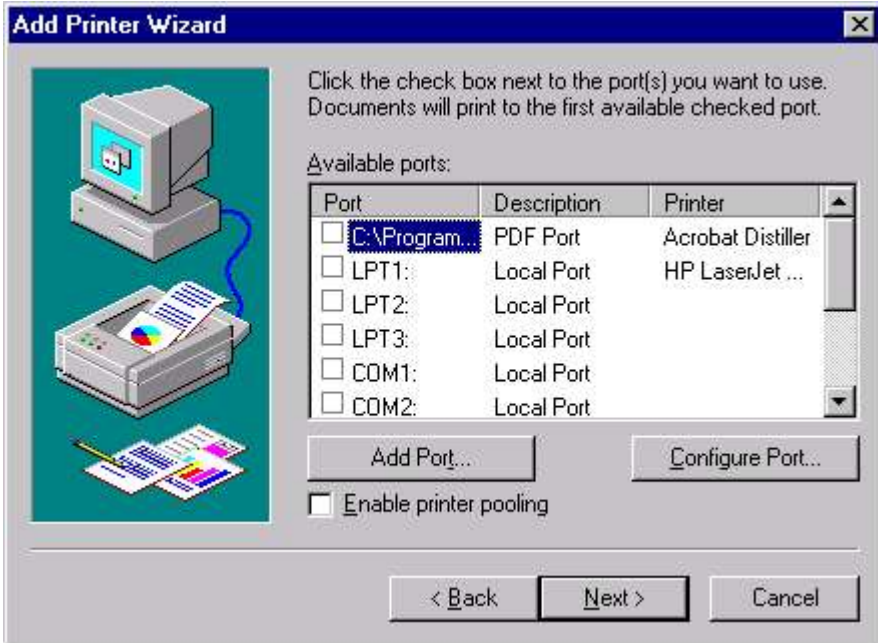 Add Printer Wizard
Click the check box next to the port(s) you want to use.
Documents will print to the first available checked port.
Available ports:
Port Description Printer
C:\Program... PDF Port Acrobat Distiller
LPT1: Local Port HP LaserJet ...
LPT2: Local Port
LPT3: Local Port
COM1: Local Port
COM2: Local Port
Add Port... Configure Port...
Enable printer pooling
< Back Next > Cancel